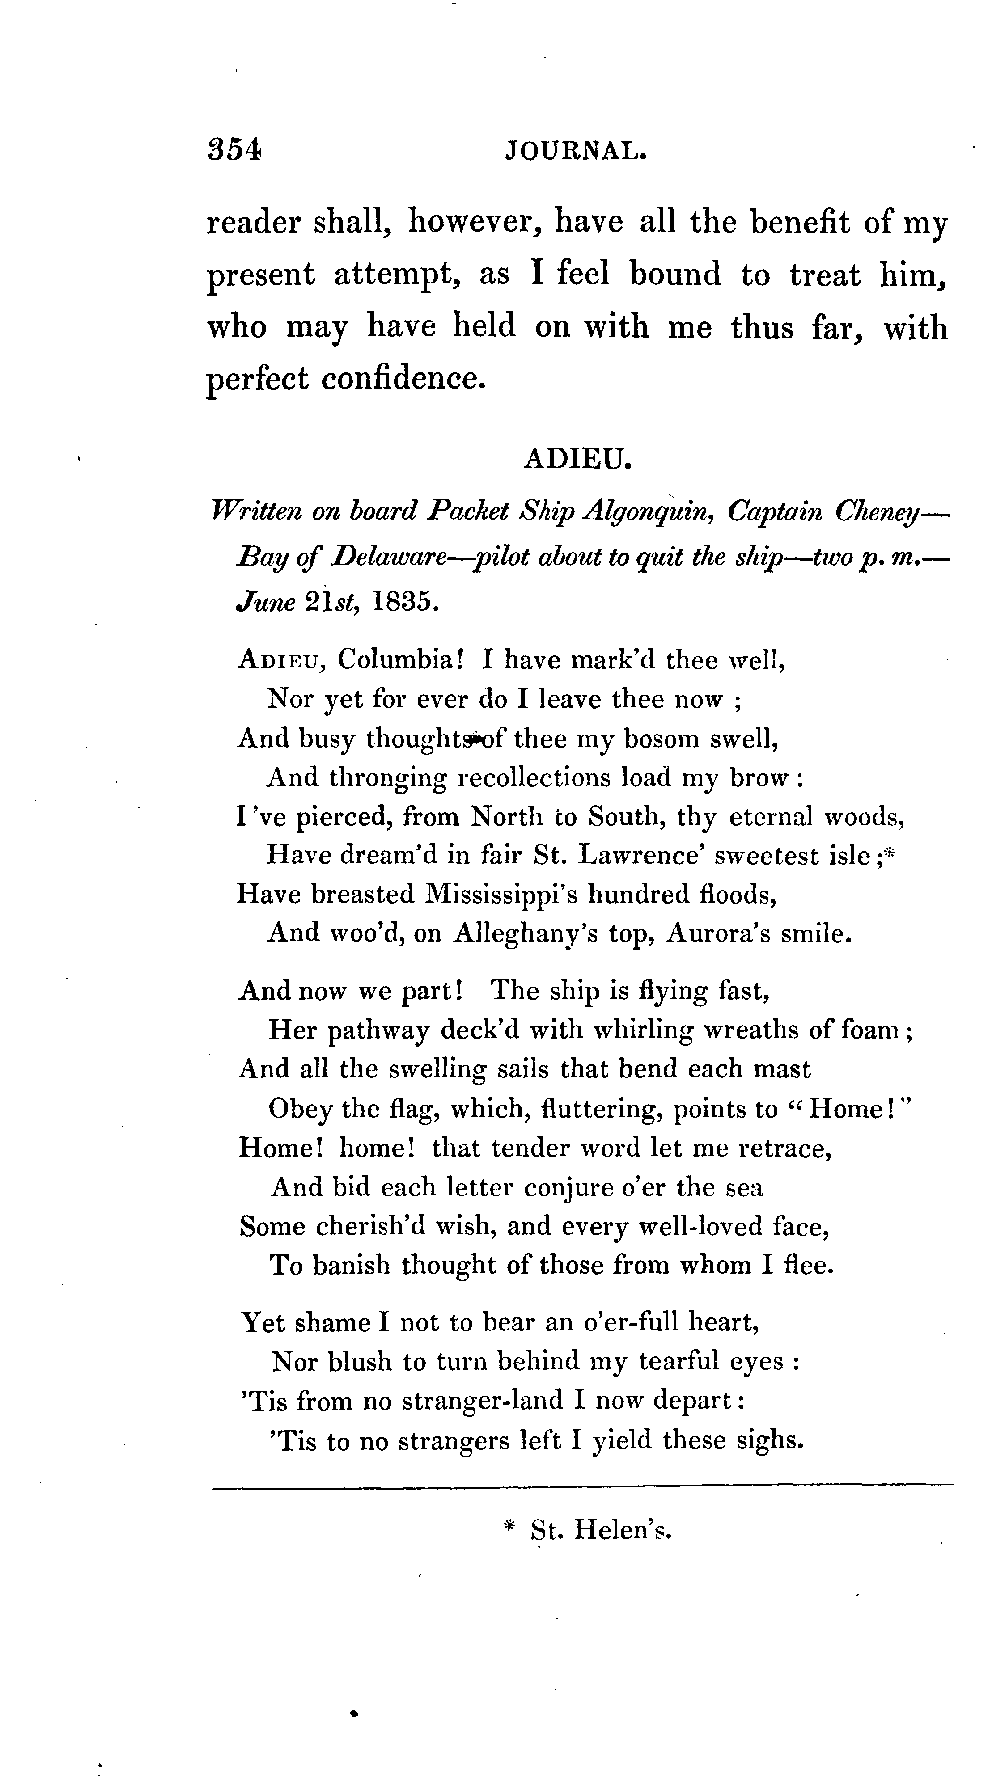 354 JOURNAL.
reader shall, however, have all the benefit of my
present attempt, as I feel bound to treat him,
who may have held on with me thus far, with
perfect confidence.
ADIEU.
Written on board Packet Ship Algonquin, Captain Cheney—
Bay of Delaware—pilot about to quit the ship—two p. m.—
June 21st, 1835.
ADIEU, Columbia! I have mark'd thee well,
Nor yet for ever do I leave thee now ;
And busy thoughts of thee my bosom swell,
And thronging recollections load my brow :
I've pierced, from North to South, thy eternal woods,
Have dream'd in fair St. Lawrence' sweetest isle ;*
Have breasted Mississippi's hundred floods,
And woo'd, on Alleghany's top, Aurora's smile.
And now we part! The ship is flying fast,
Her pathway deck'd with whirling wreaths of foam ;
And all the swelling sails that bend each mast
Obey the flag, which, fluttering, points to “ Home!”
Home! home! that tender word let me retrace,
And bid each letter conjure o'er the sea
Some cherish'd wish, and every well-loved face,
To banish thought of those from whom I flee.
Yet shame I not to bear an o'er-full heart,
Nor blush to turn behind my tearful eyes :
'Tis from no stranger-land I now depart :
'Tis to no strangers left I yield these sighs.
* St. Helen's.